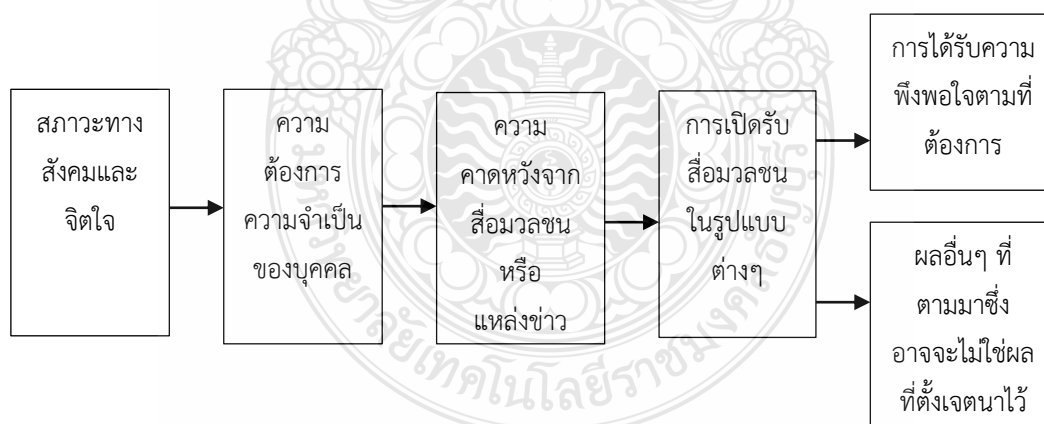 สภาวะทาง
สังคมและ
จิตใจ
ความ
ต้องการ
ความจำเป็น
ของบุคคล
ความ
คาดหวังจาก
สื่อมวลชน
หรือ
แหล่งข่าว
การเปิดรับ
สื่อมวลชน
ในรูปแบบ
ต่างๆ
การได้รับความ
พึงพอใจตามที่
ต้องการ
ผลอื่นๆ ที่
ตามมาซึ่ง
อาจจะไม่ใช่ผล
ที่ตั้งเจตนาไว้